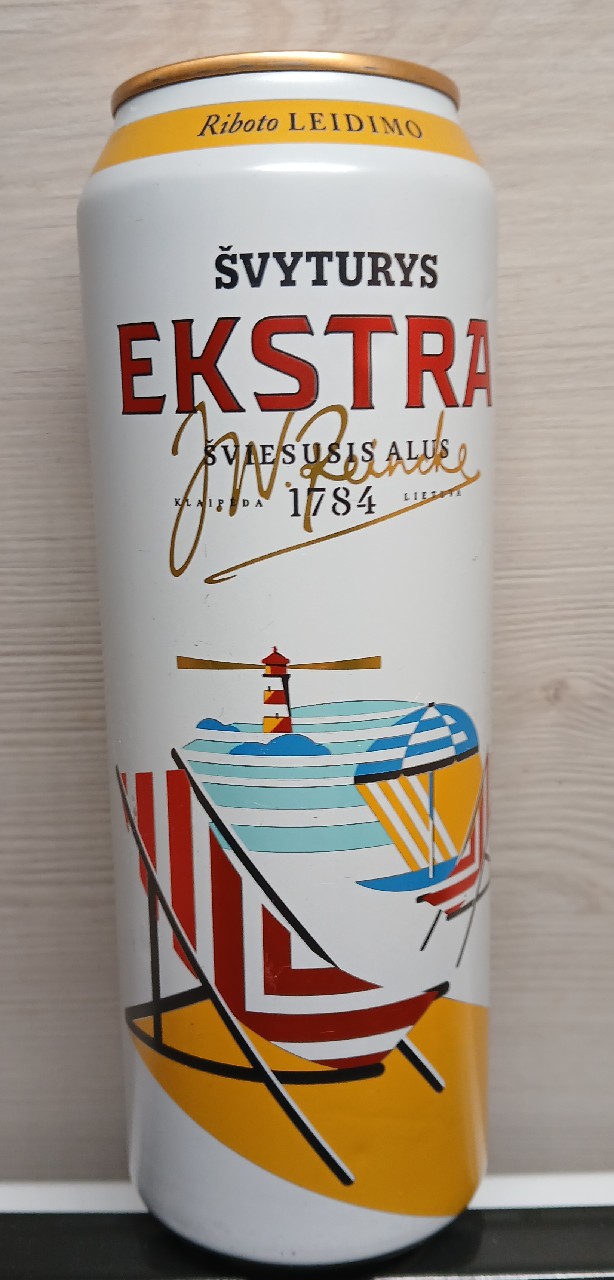 Riboto LEIDIMO
ŠVYTURYS
EKSTRA
ŠVIESUSIS ALUS
J.W. Reincke
KLAIPĖDA 1784 LIETUVA